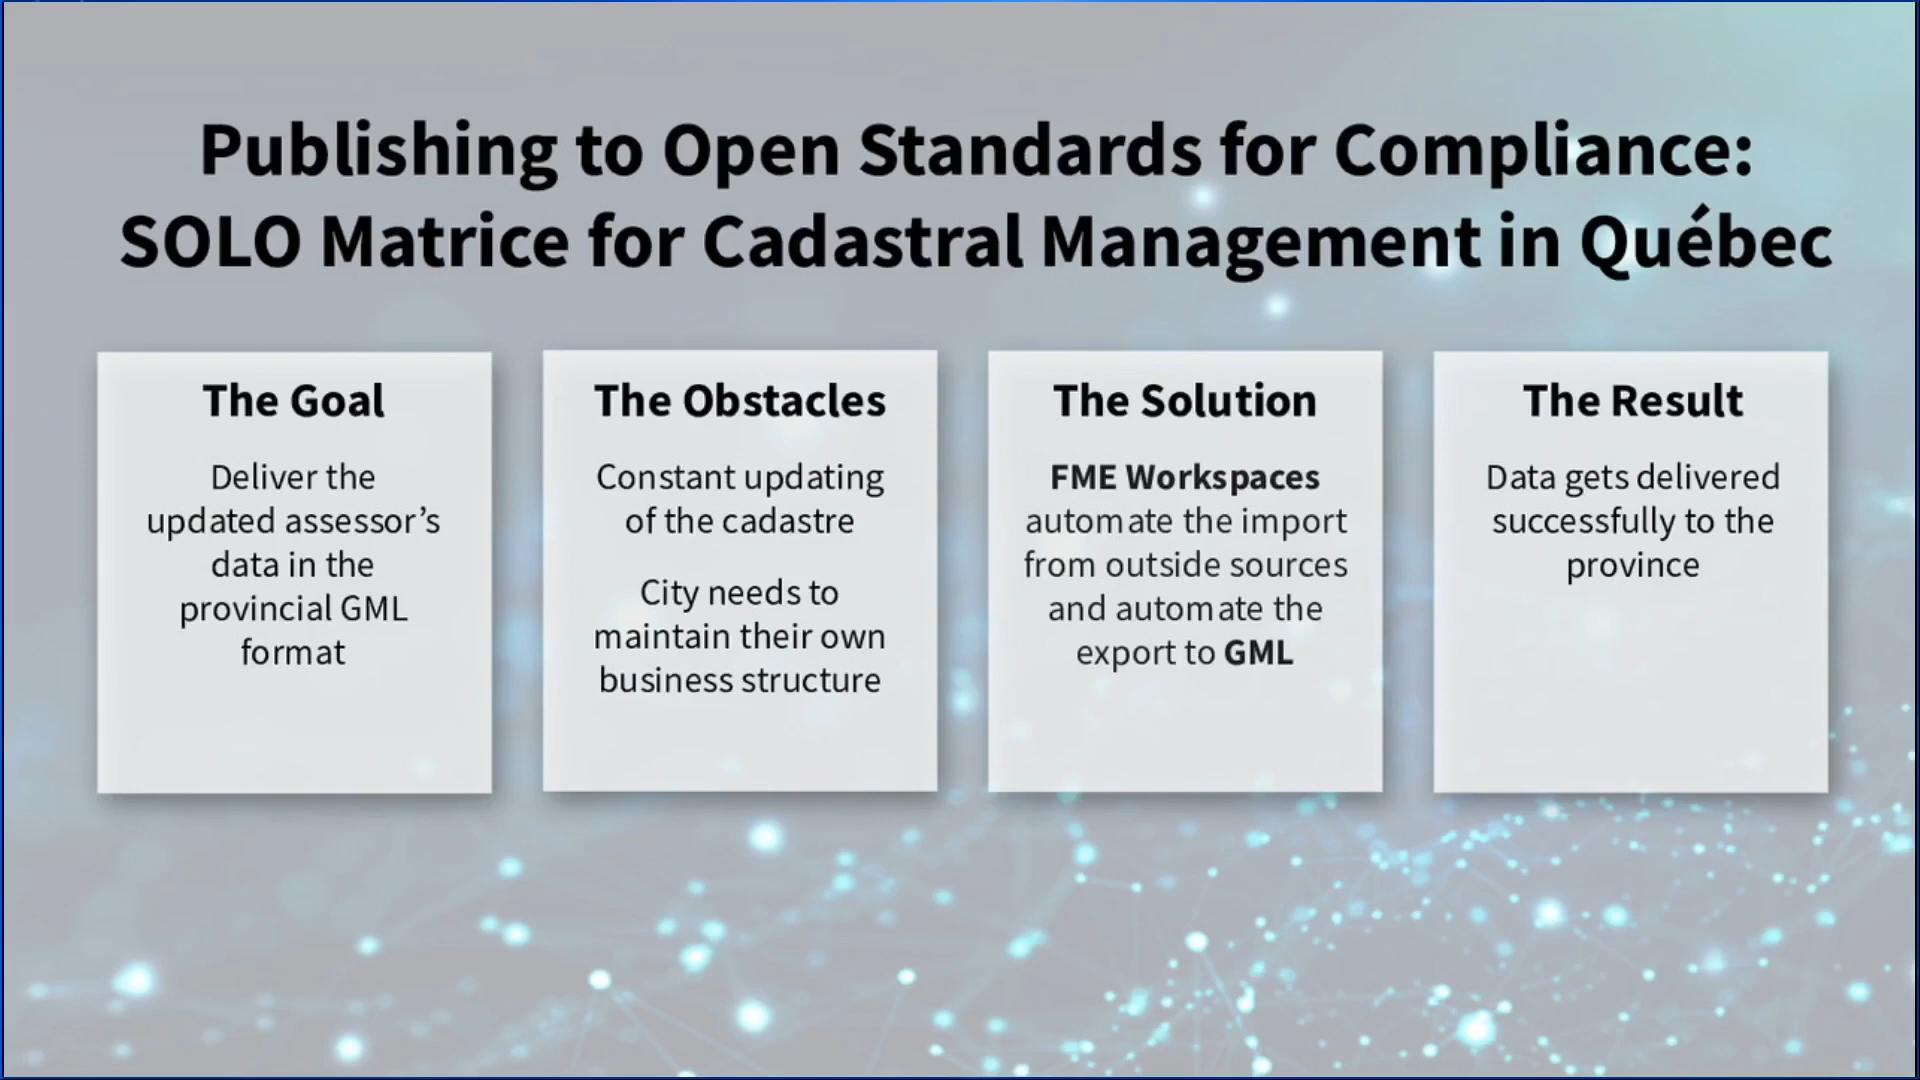 Publishing to Open Standards for Compliance:
SOLO Matrice for Cadastral Management in Québec
The Goal
Deliver the
updated assessor’s
data in the
provincial GML
format
The Obstacles
Constant updating
of the cadastre
City needs to
maintain their own
business structure
The Solution
FME Workspaces
automate the import
from outside sources
and automate the
export to GML
The Result
Data gets delivered
successfully to the
province